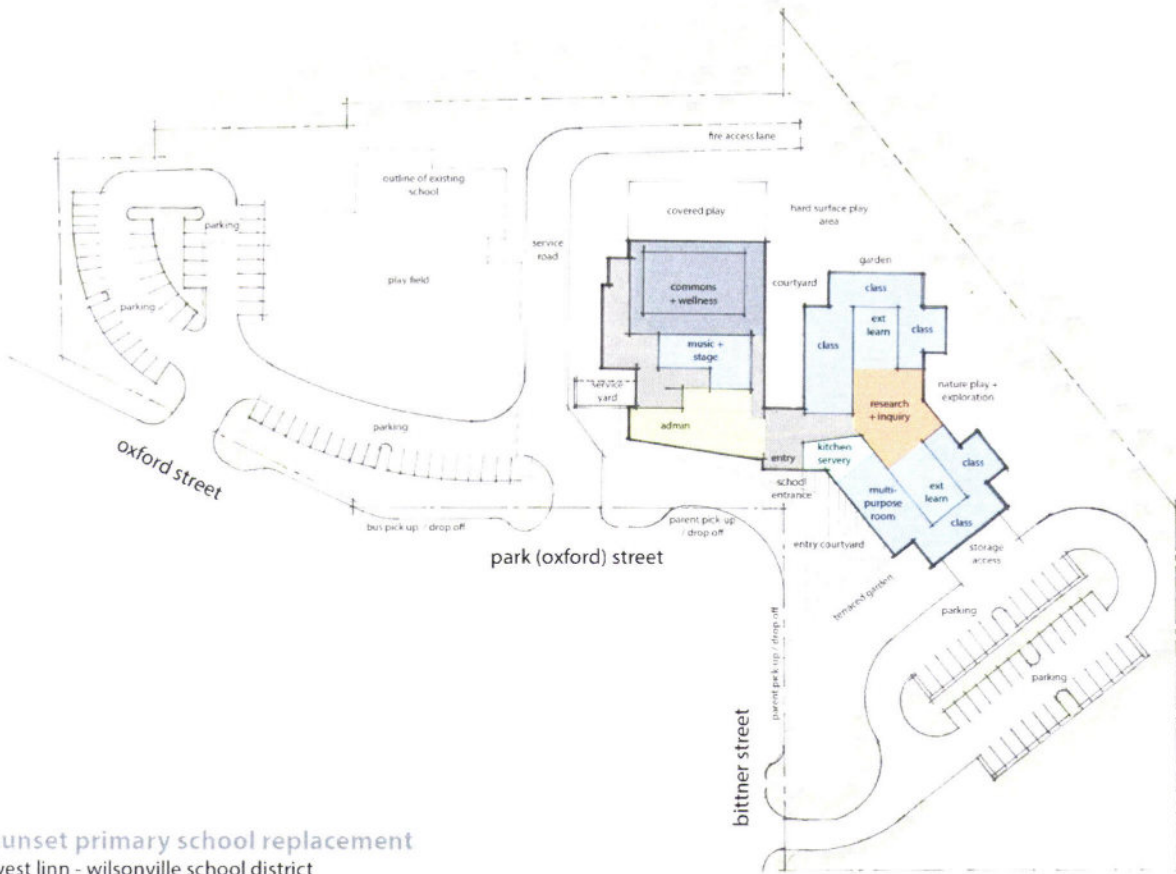 fire access lane
outline of existing
school
covered play
hard surface play
area
parking
service
road
garden
play field
commons
+ wellness
courtyard
class
ext
learn
class
class
parking
music +
stage
service
yard
nature play +
exploration
research
+ inquiry
parking
admin
entry
kitchen
servery
class
oxford street
school
entrance
multi-
purpose
room
ext
learn
class
bus pick up / drop off
parent pick up
/ drop off
entry courtyard
storage
access
park (oxford) street
terraced garden
parking
parent pick up / drop off
parking
bittner street
unset primary school replacement
west linn - wilsonville school district